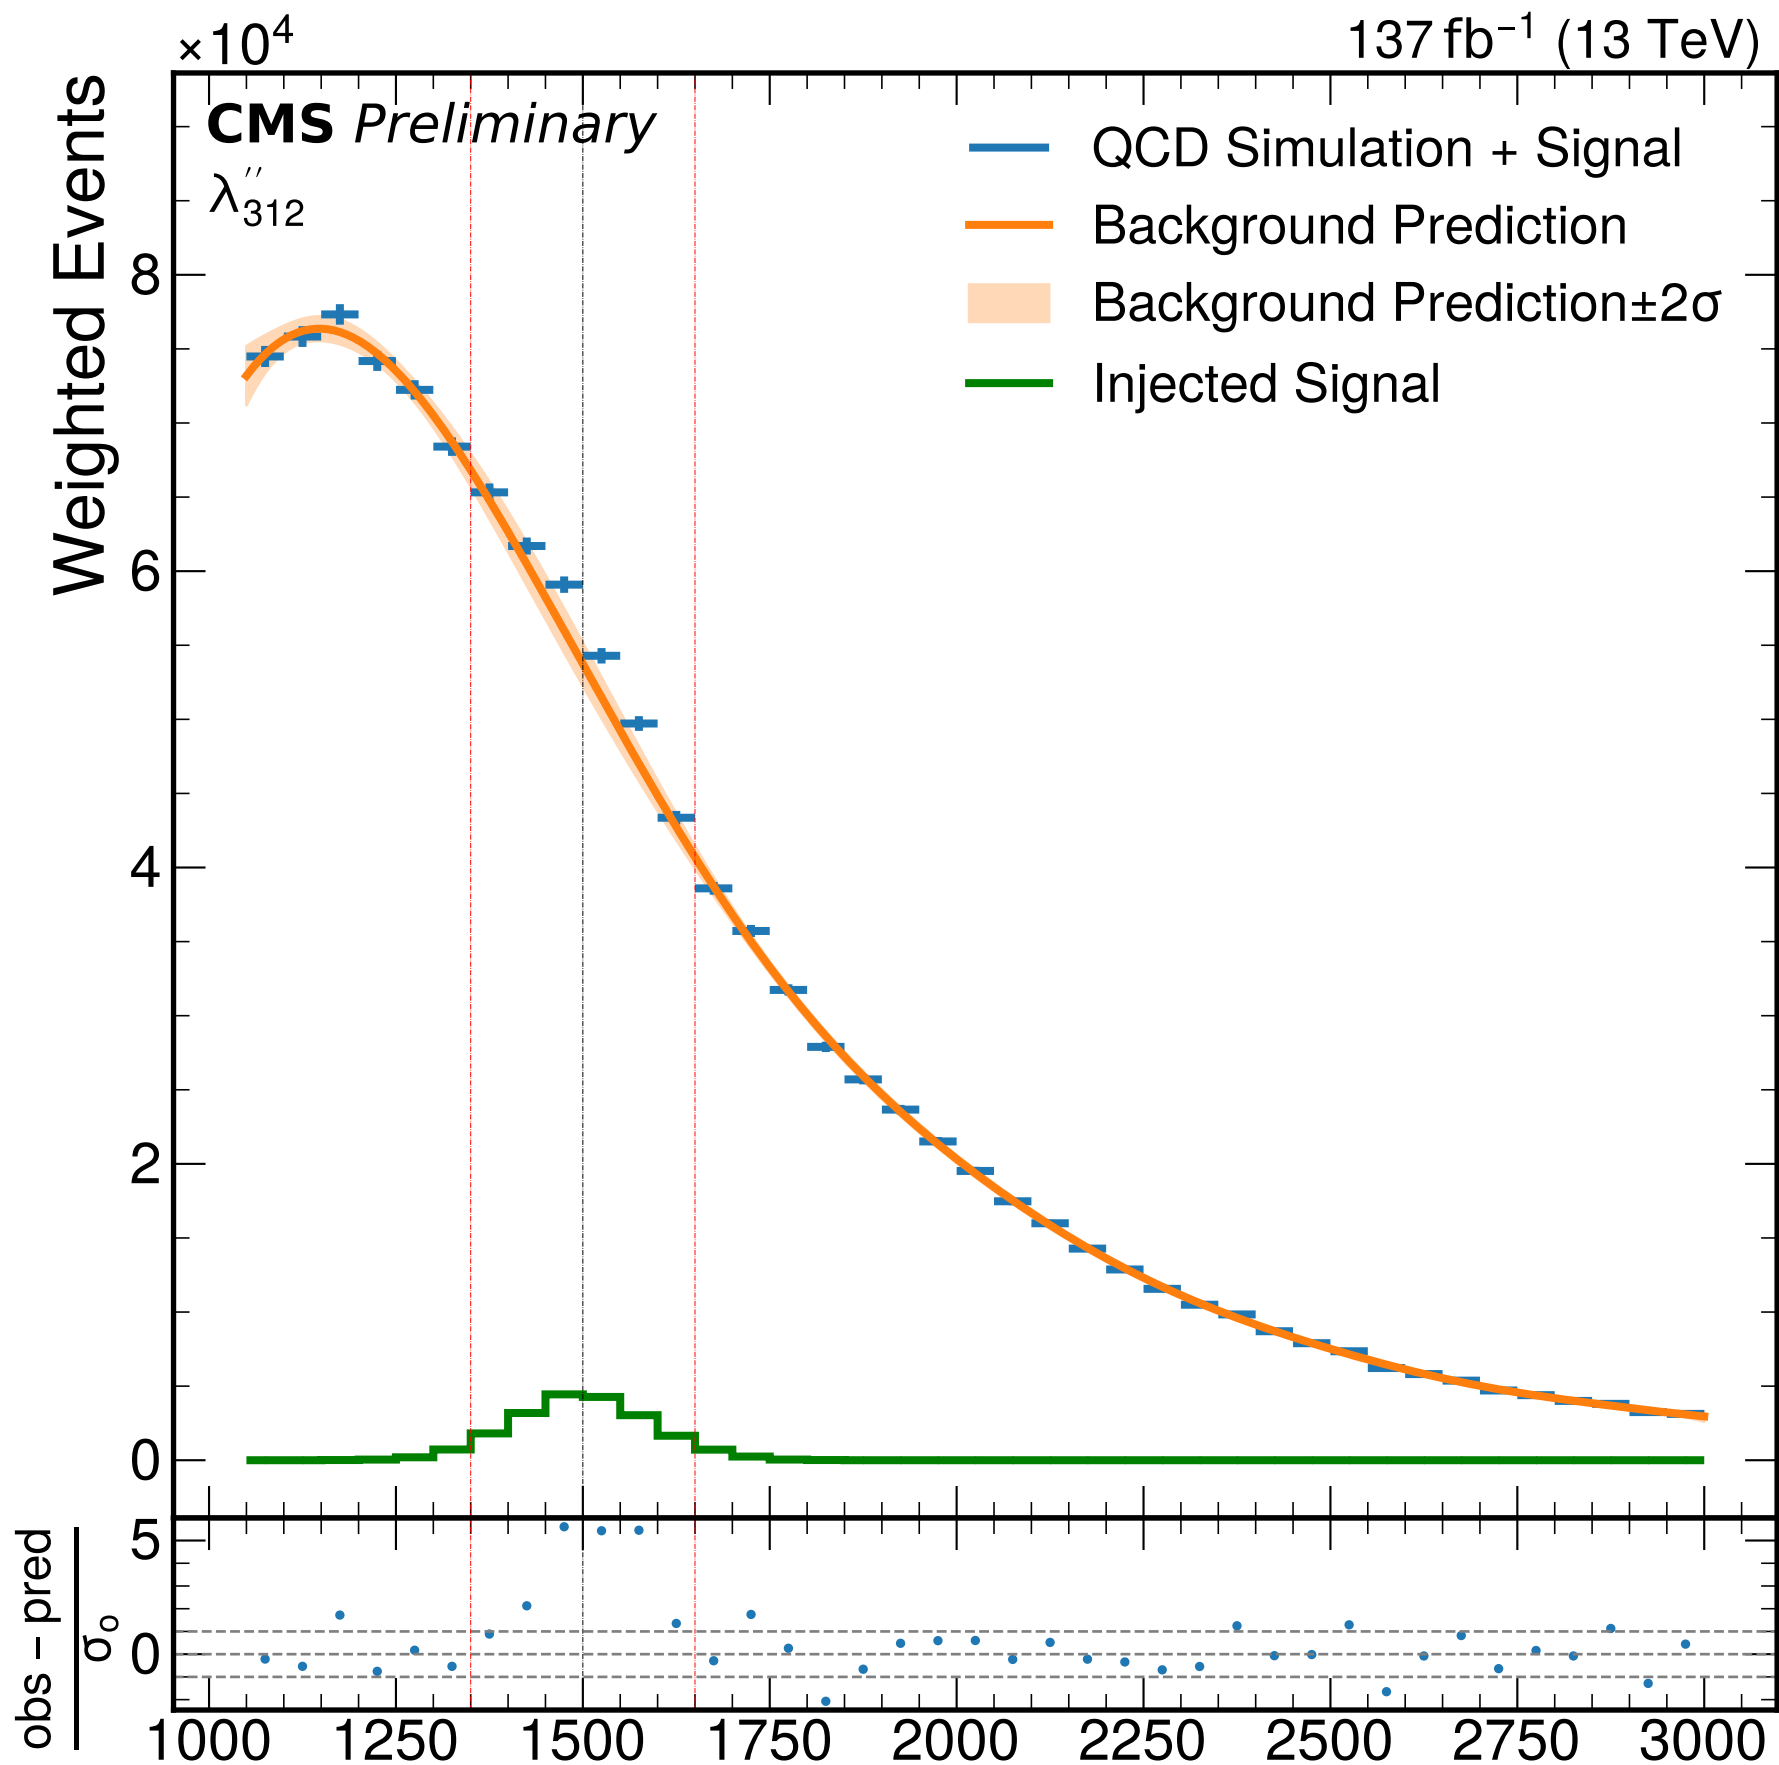 ×10⁴
137 fb⁻¹ (13 TeV)
CMS Preliminary
λ″₃₁₂
QCD Simulation + Signal
Background Prediction
Background Prediction±2σ
Injected Signal
Weighted Events
8
6
4
2
0
obs − pred
σₒ
5
0
1000 1250 1500 1750 2000 2250 2500 2750 3000